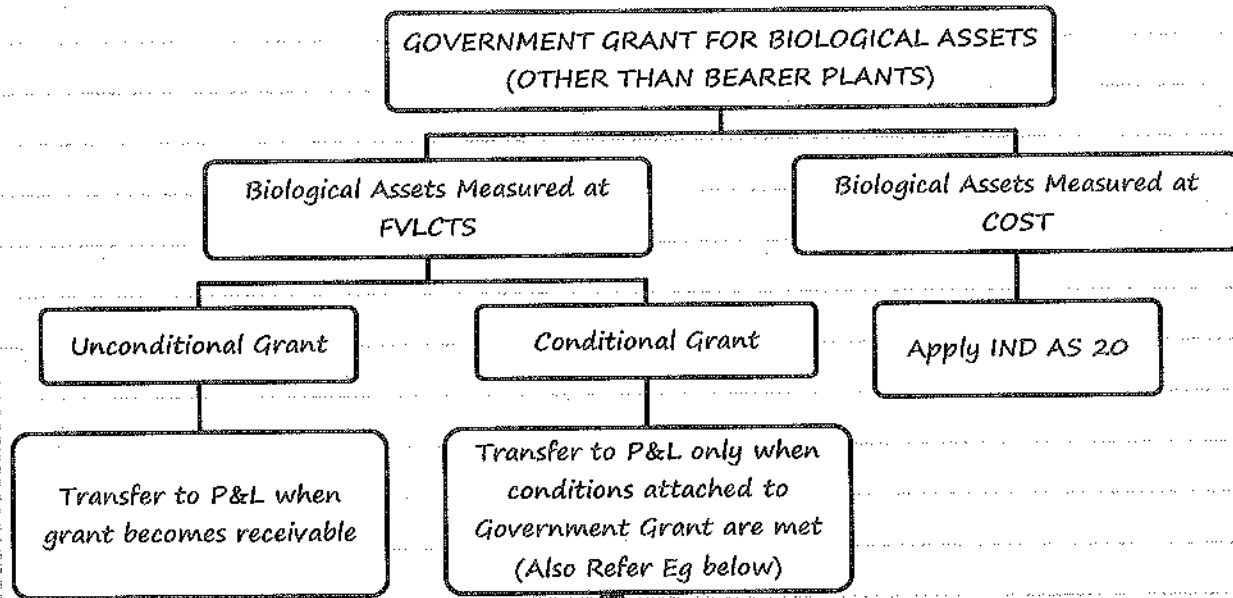 GOVERNMENT GRANT FOR BIOLOGICAL ASSETS
(OTHER THAN BEARER PLANTS)
Biological Assets Measured at
FVLCTS
Biological Assets Measured at
COST
Unconditional Grant
Conditional Grant
Apply IND AS 20
Transfer to P&L when
grant becomes receivable
Transfer to P&L only when
conditions attached to
Government Grant are met
(Also Refer Eg below)